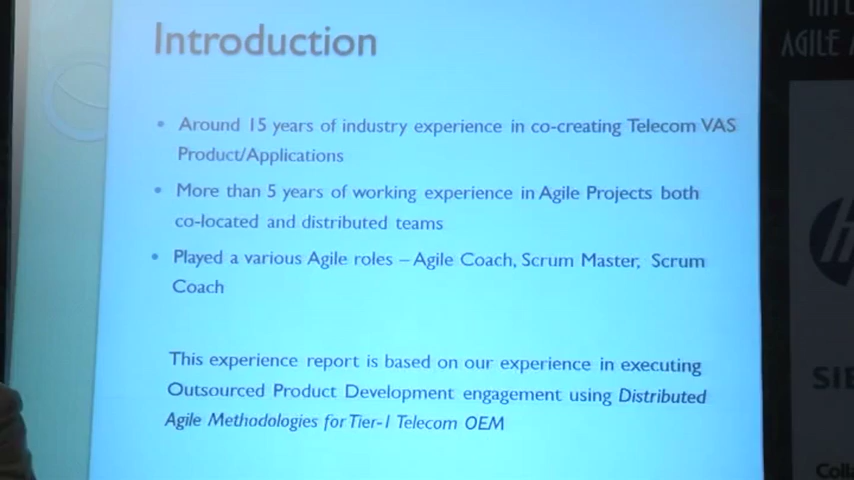 Introduction
• Around 15 years of industry experience in co-creating Telecom VAS
Product/Applications
• More than 5 years of working experience in Agile Projects both
co-located and distributed teams
• Played a various Agile roles – Agile Coach, Scrum Master, Scrum
Coach
This experience report is based on our experience in executing
Outsourced Product Development engagement using Distributed
Agile Methodologies for Tier-1 Telecom OEM
AGILE